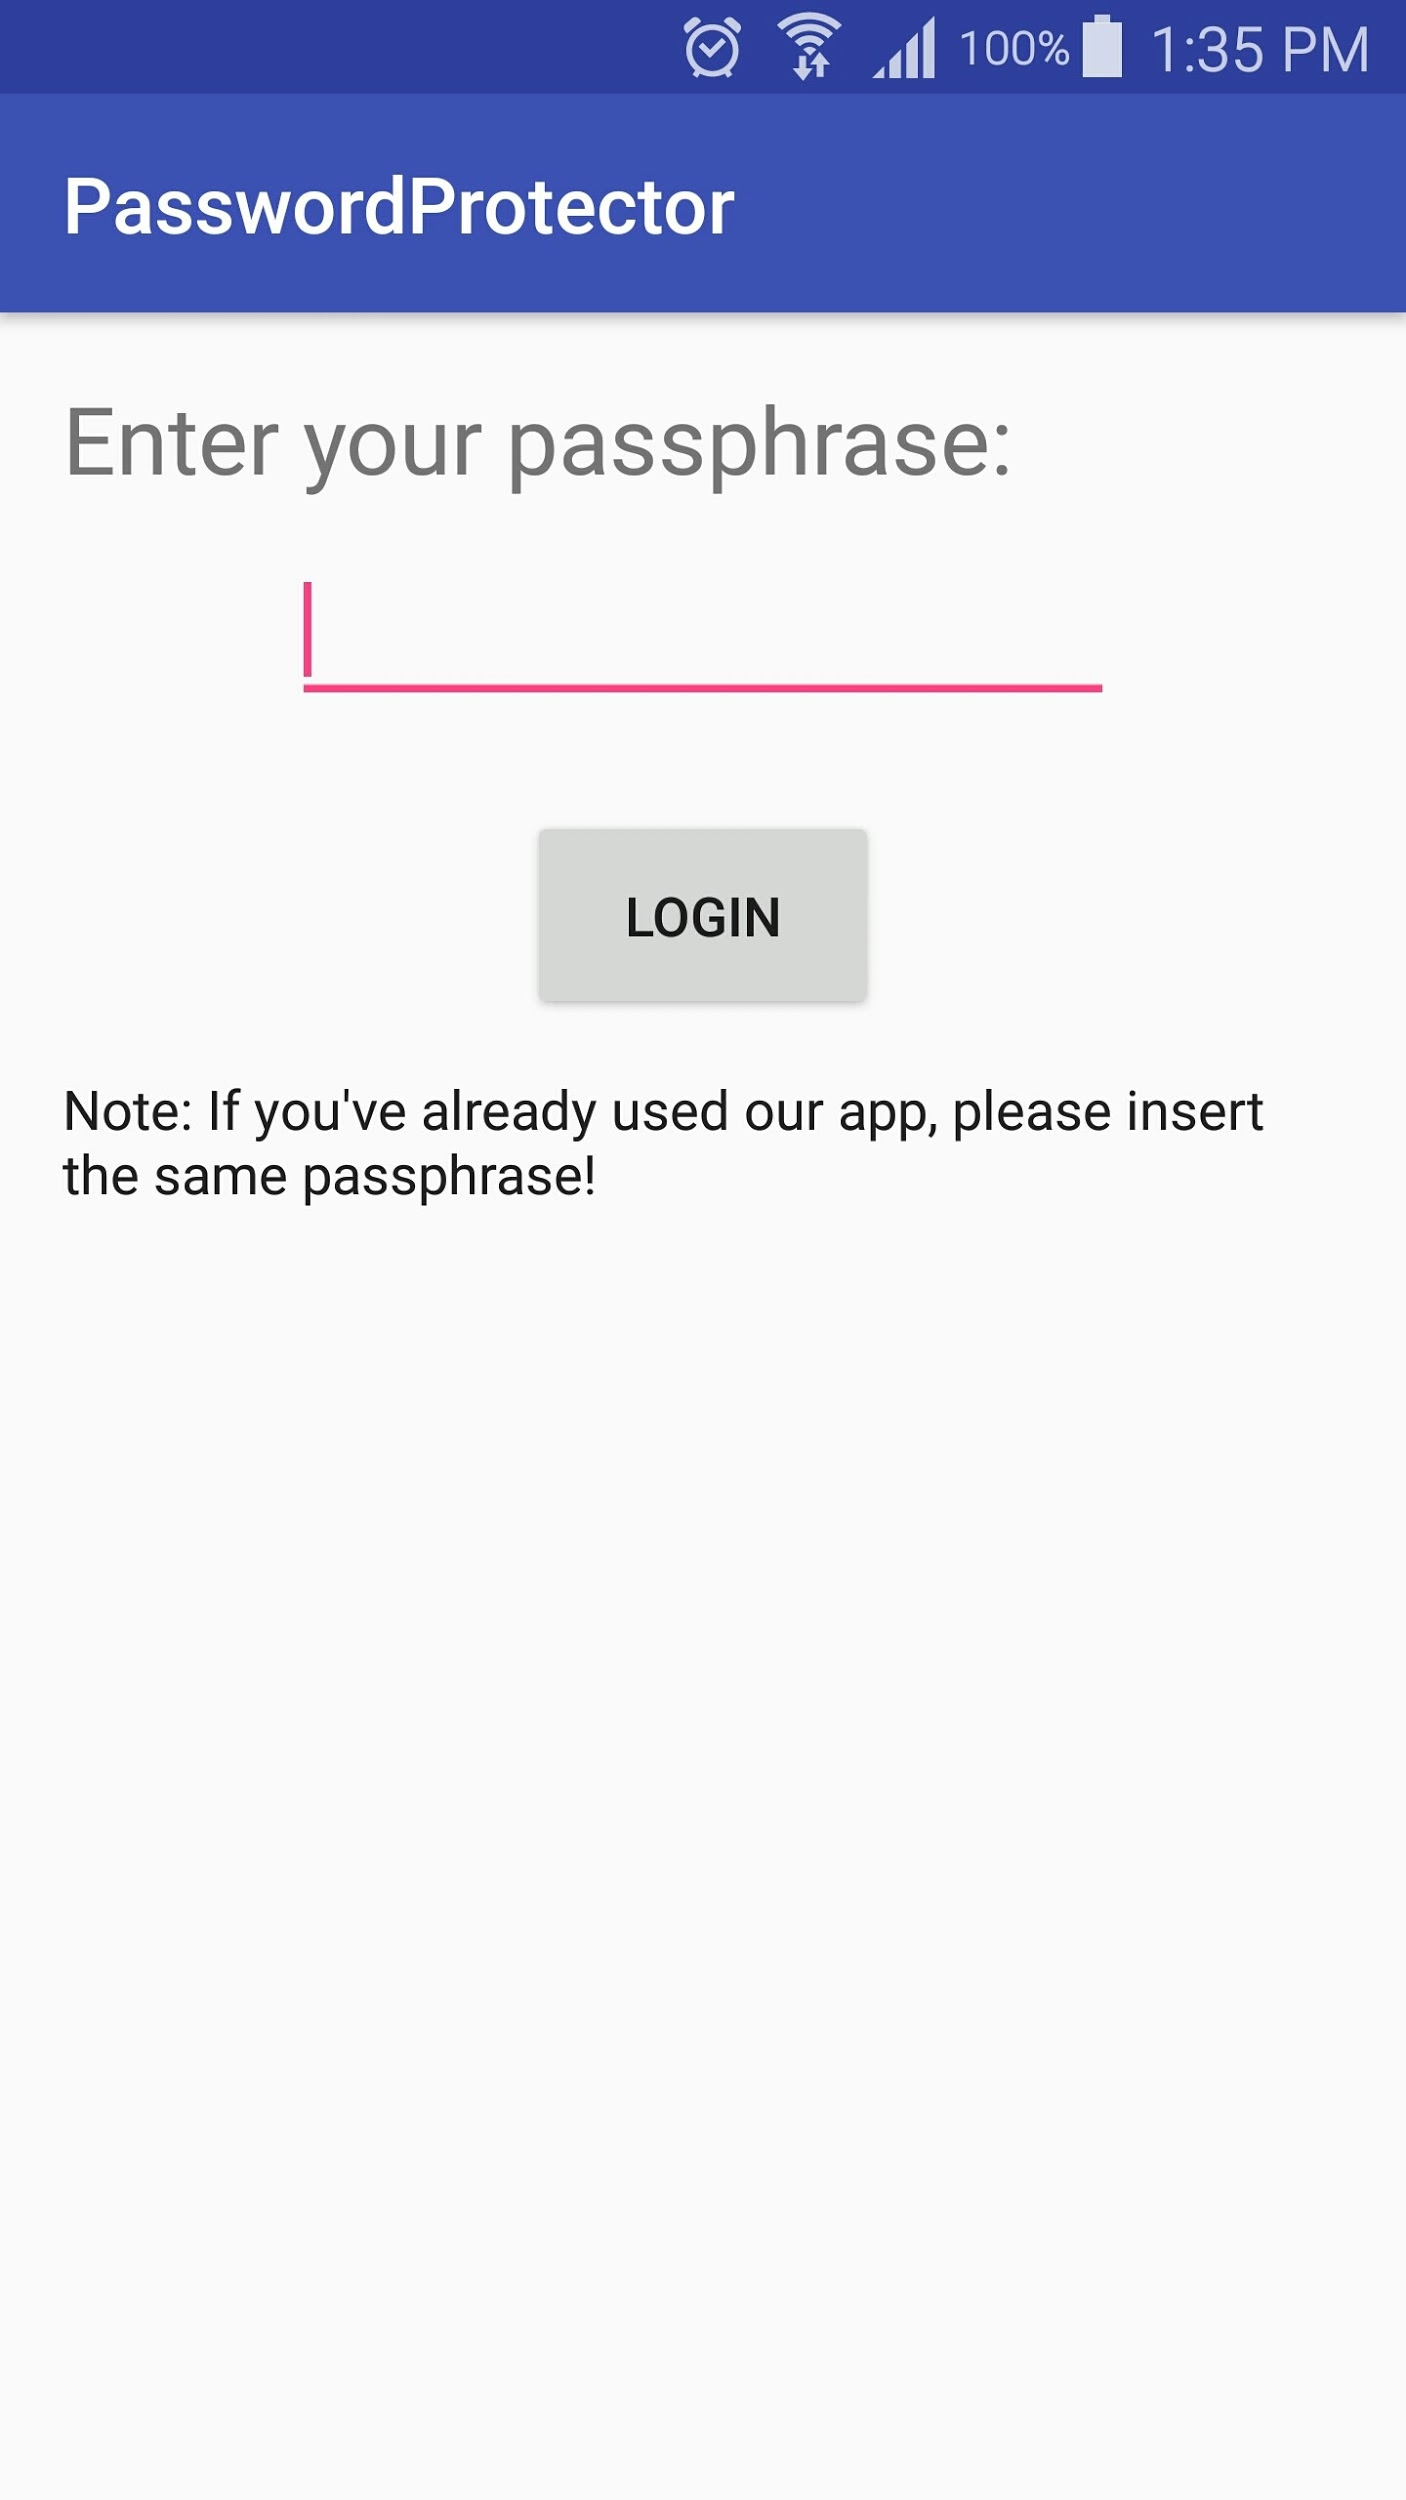 100% 1:35 PM
PasswordProtector
Enter your passphrase:
LOGIN
Note: If you've already used our app, please insert
the same passphrase!